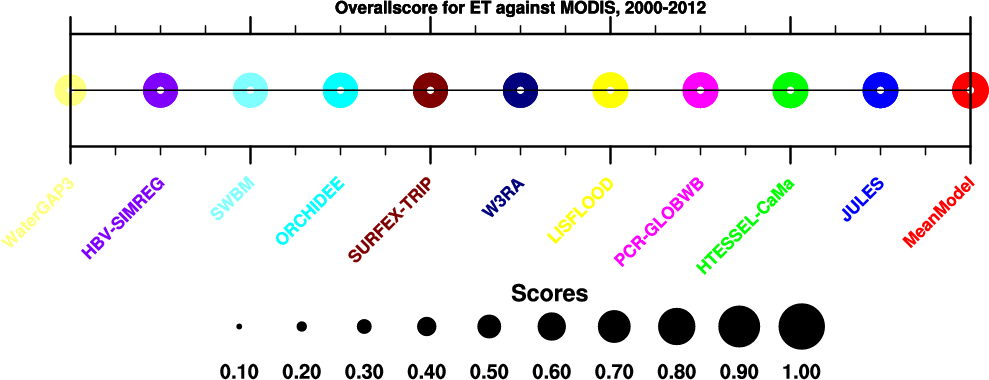 Overallscore for ET against MODIS, 2000-2012
WaterGAP3
HBV-SIMREG
SWBM
ORCHIDEE
SURFEX-TRIP
W3RA
LISFLOOD
PCR-GLOBWB
HTESSEL-CaMa
JULES
MeanModel
Scores
0.10 0.20 0.30 0.40 0.50 0.60 0.70 0.80 0.90 1.00